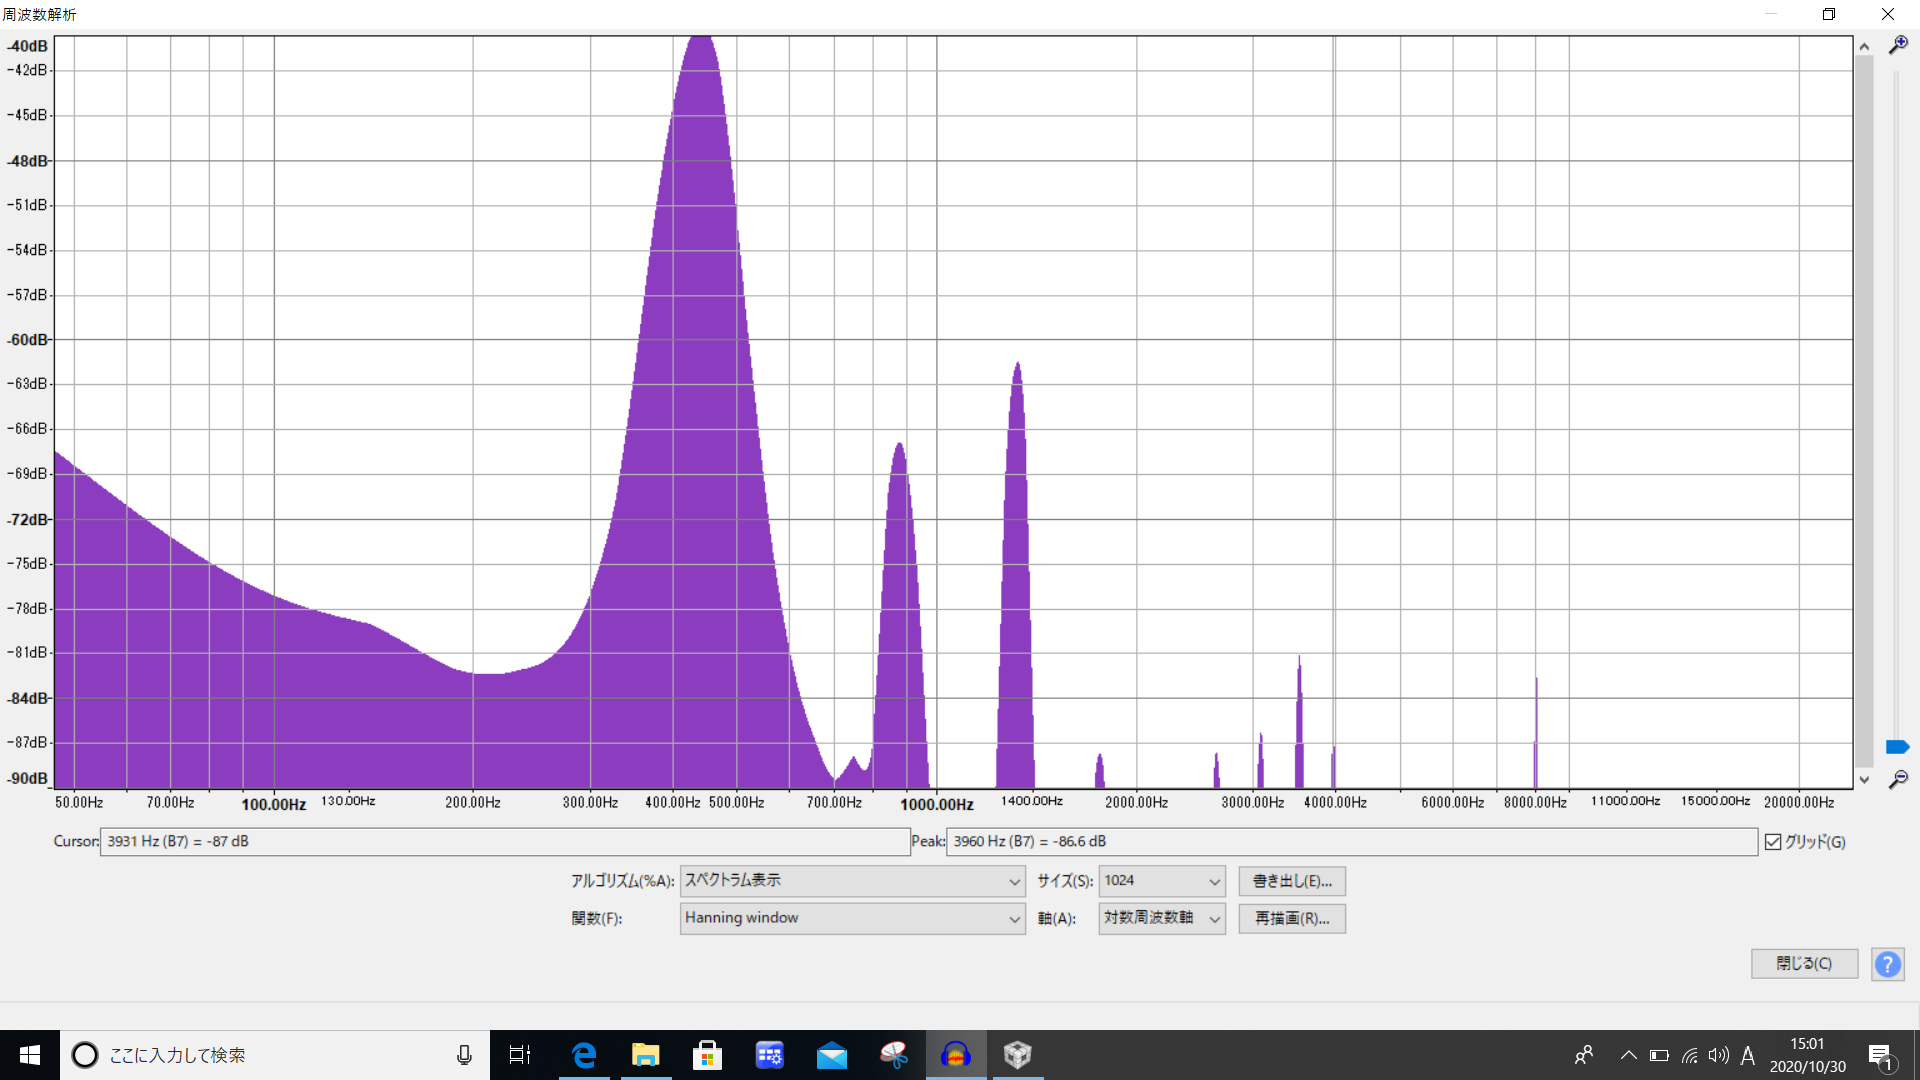 周波数解析
-40dB
-42dB
-45dB
-48dB
-51dB
-54dB
-57dB
-60dB
-63dB
-66dB
-69dB
-72dB
-75dB
-78dB
-81dB
-84dB
-87dB
-90dB
50.00Hz 70.00Hz 100.00Hz 130.00Hz 200.00Hz 300.00Hz 400.00Hz 500.00Hz 700.00Hz 1000.00Hz 1400.00Hz 2000.00Hz 3000.00Hz 4000.00Hz 6000.00Hz 8000.00Hz 11000.00Hz 15000.00Hz 20000.00Hz
Cursor: 3931 Hz (B7) = -87 dB Peak: 3960 Hz (B7) = -86.6 dB グリッド(G)
アルゴリズム(%A): スペクトラム表示 サイズ(S): 1024 書き出し(E)...
関数(F): Hanning window 軸(A): 対数周波数軸 再描画(R)...
閉じる(C) ?
ここに入力して検索 A 15:01 1
2020/10/30